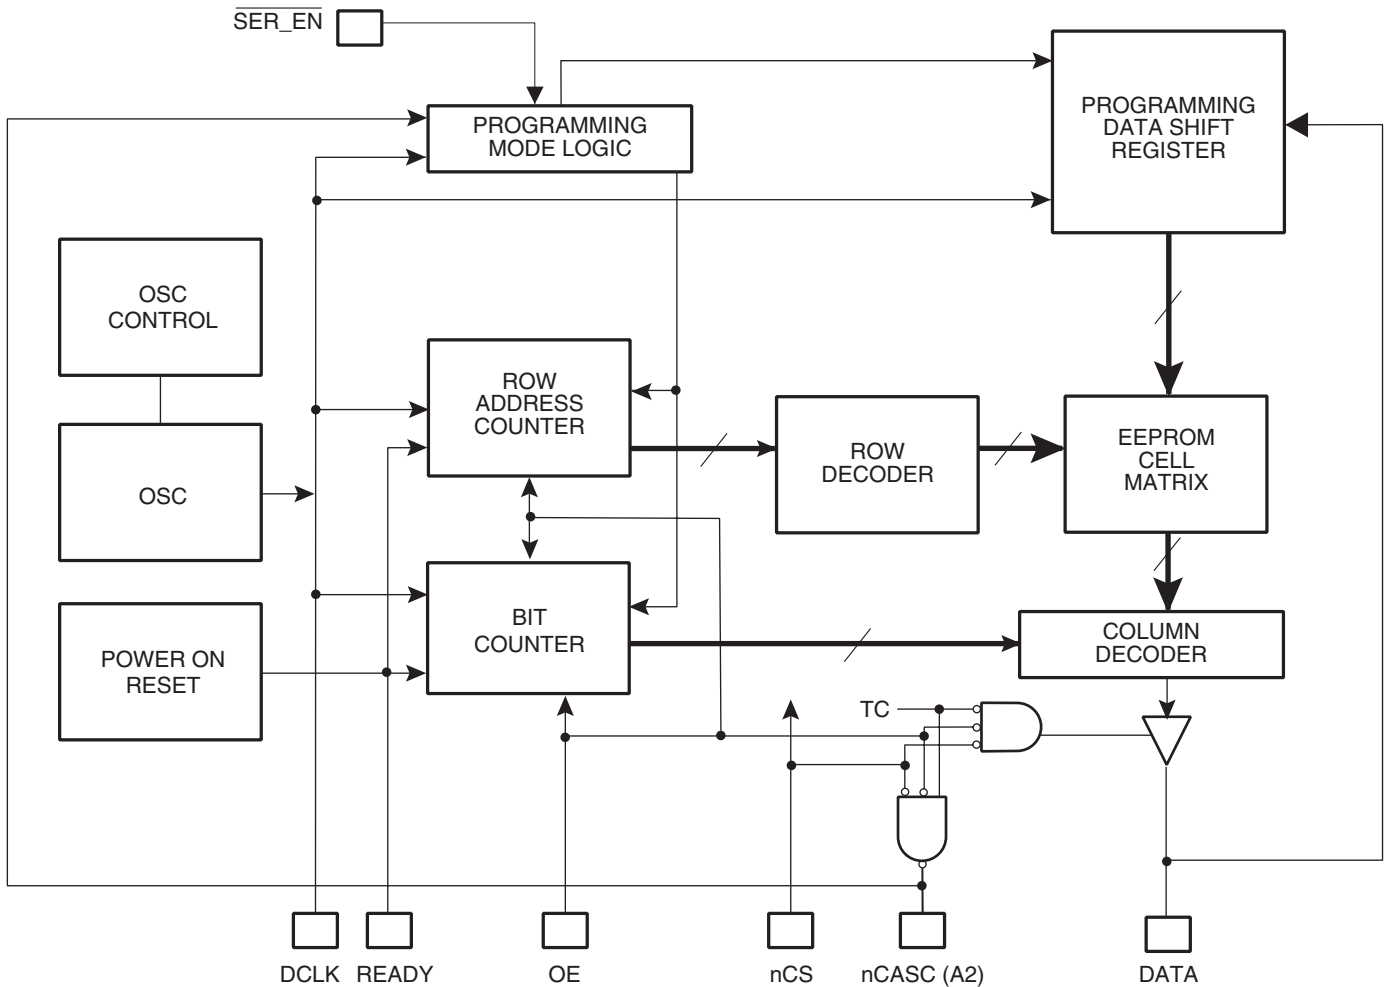 SER_EN
PROGRAMMING
MODE LOGIC
PROGRAMMING
DATA SHIFT
REGISTER
OSC
CONTROL
ROW
ADDRESS
COUNTER
ROW
DECODER
EEPROM
CELL
MATRIX
OSC
BIT
COUNTER
COLUMN
DECODER
POWER ON
RESET
TC
DCLK
READY
OE
nCS
nCASC (A2)
DATA